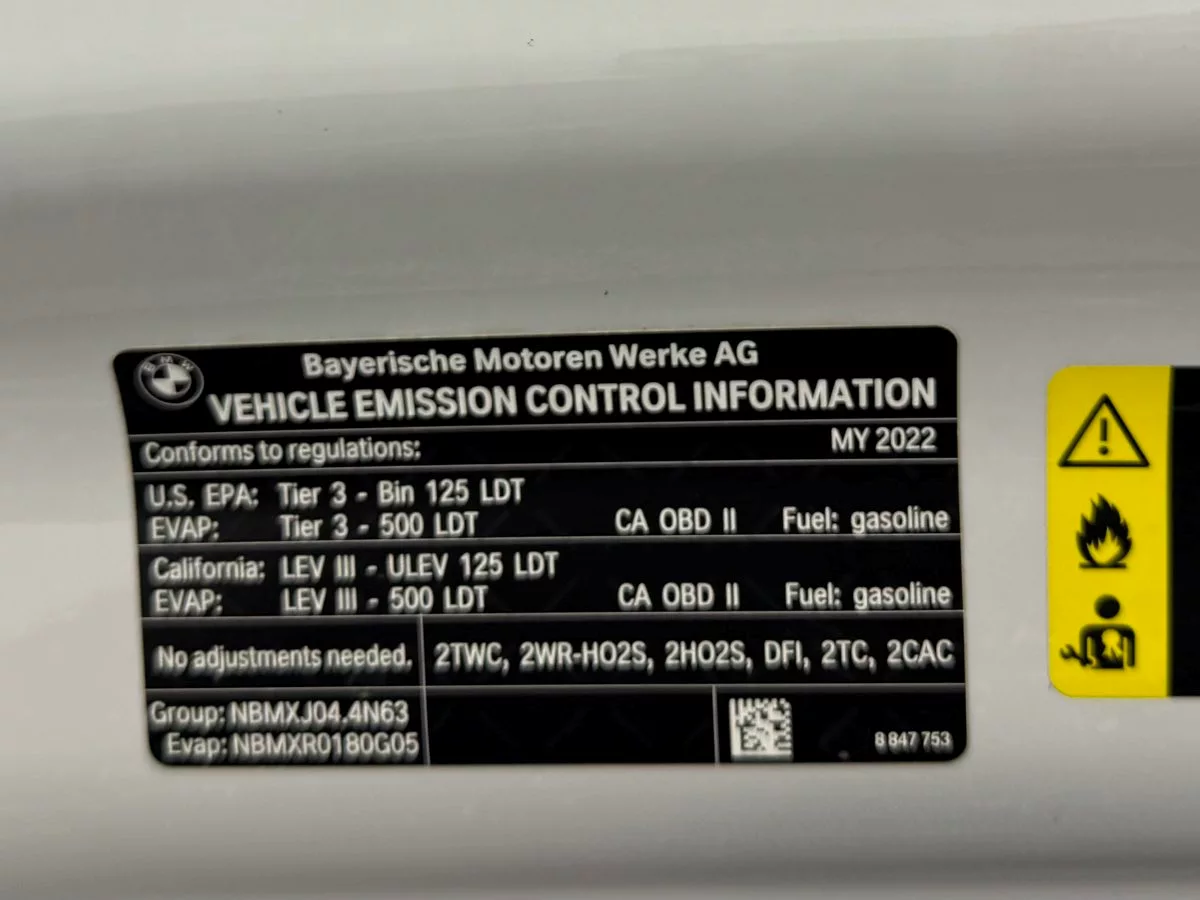 BMW
Bayerische Motoren Werke AG
VEHICLE EMISSION CONTROL INFORMATION
Conforms to regulations: MY 2022
U.S. EPA: Tier 3 - Bin 125 LDT
EVAP: Tier 3 - 500 LDT CA OBD II Fuel: gasoline
California: LEV III - ULEV 125 LDT
EVAP: LEV III - 500 LDT CA OBD II Fuel: gasoline
No adjustments needed. 2TWC, 2WR-HO2S, 2HO2S, DFI, 2TC, 2CAC
Group: NBMXJ04.4N63
Evap: NBMXR0180G05
8 847 753